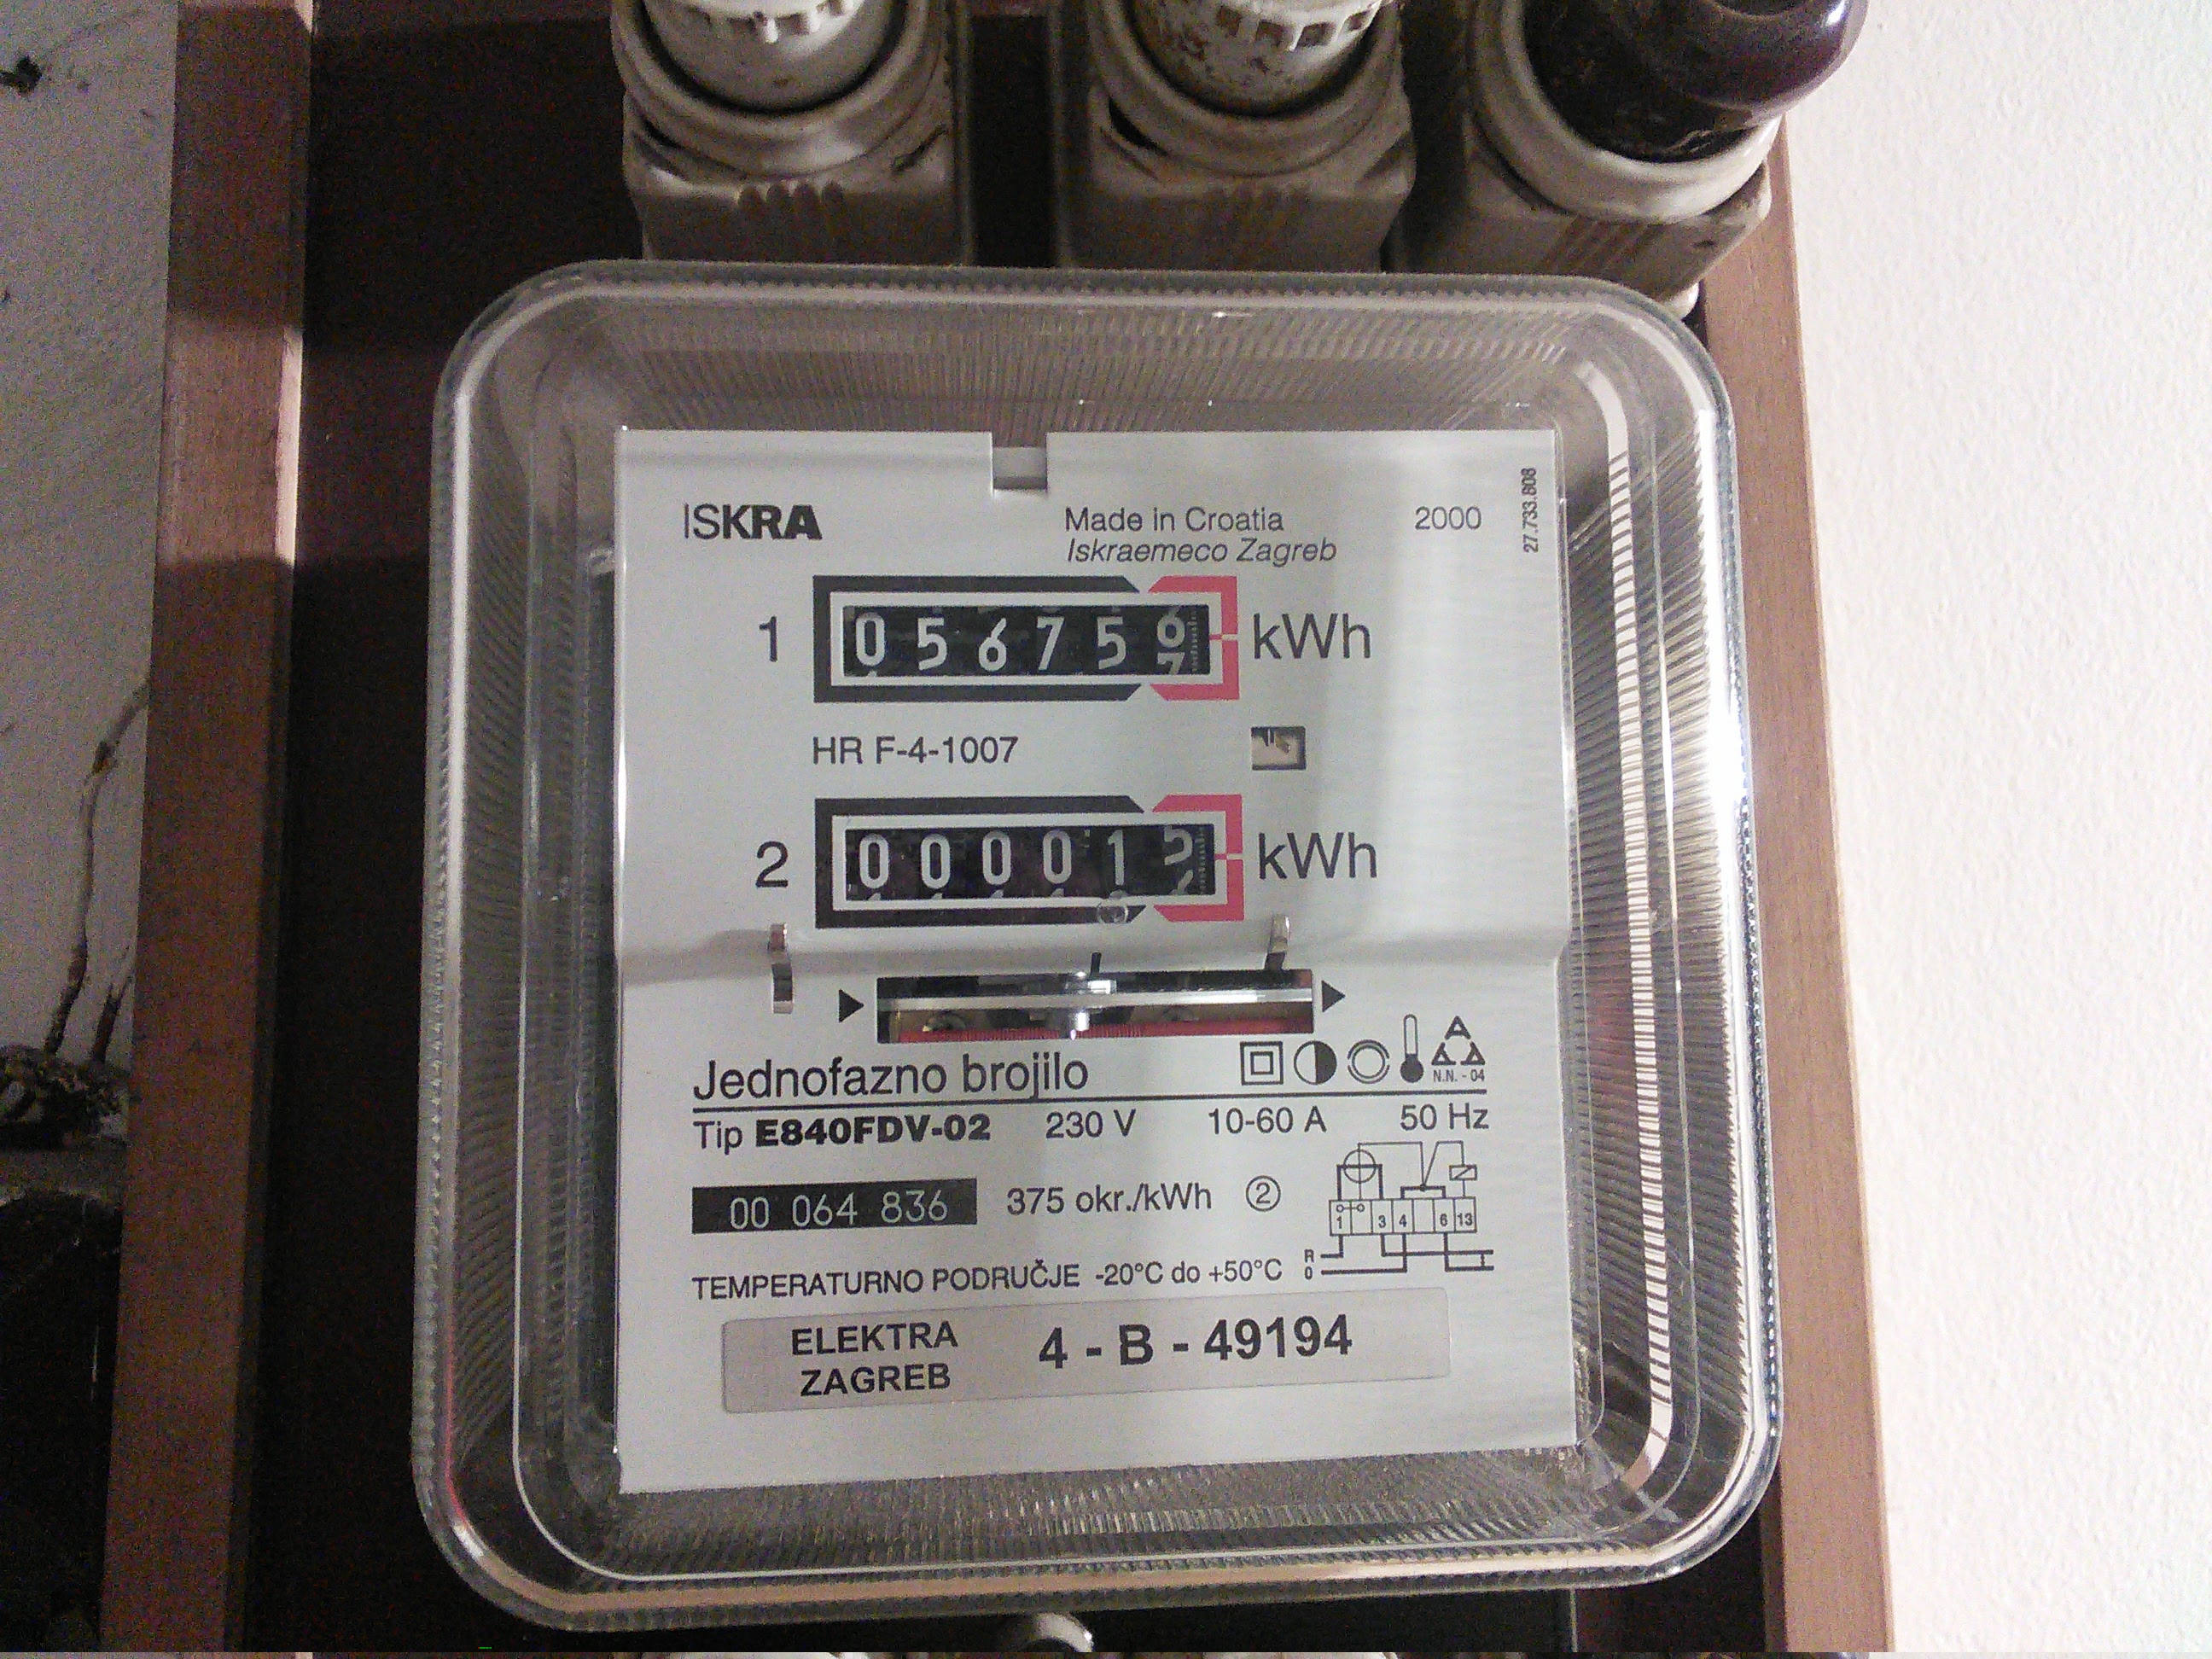 ISKRA
Made in Croatia
Iskraemeco Zagreb
2000
27.733.808
1 056756 kWh
HR F-4-1007
2 000015 kWh
Jednofazno brojilo
A
N.N. - 04
Tip E840FDV-02 230 V 10-60 A 50 Hz
00 064 836 375 okr./kWh 2
1 3 4 6 13
R
0
TEMPERATURNO PODRUČJE -20°C do +50°C
ELEKTRA
ZAGREB
4 - B - 49194